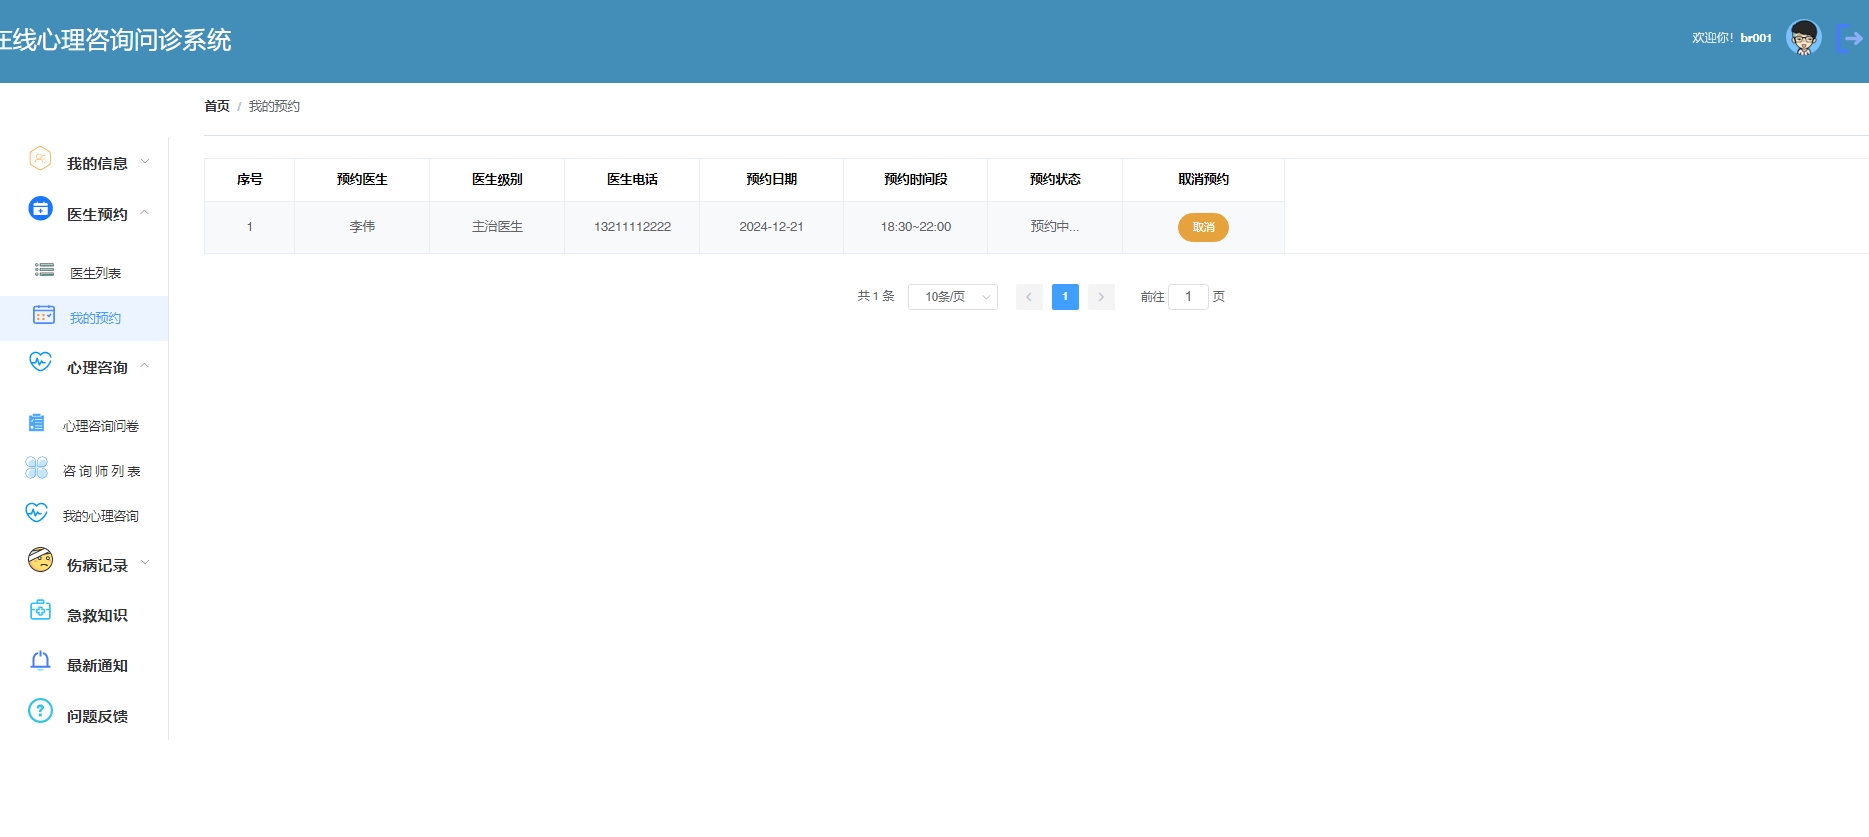 在线心理咨询问诊系统
欢迎你! br001
首页 / 我的预约
我的信息
医生预约
医生列表
我的预约
心理咨询
心理咨询问卷
咨询师列表
我的心理咨询
伤病记录
急救知识
最新通知
问题反馈
序号 预约医生 医生级别 医生电话 预约日期 预约时间段 预约状态 取消预约
1 李伟 主治医生 13211112222 2024-12-21 18:30~22:00 预约中... 取消
共 1 条 10条/页 1 前往 1 页